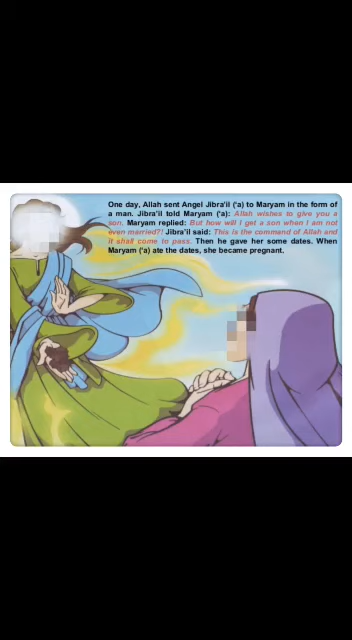 One day, Allah sent Angel Jibra'il ('a) to Maryam in the form of
a man. Jibra'il told Maryam ('a): Allah wishes to give you a
son. Maryam replied: But how will i get a son when I am not
even married?! Jibra'il said: This is the command of Allah and
it shall come to pass. Then he gave her some dates. When
Maryam ('a) ate the dates, she became pregnant.